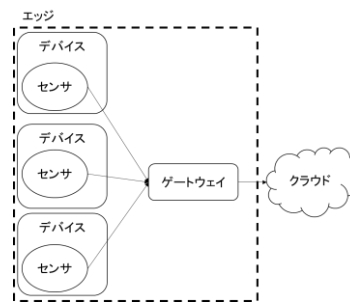 エッジ
デバイス
センサ
デバイス
センサ
デバイス
センサ
ゲートウェイ
クラウド